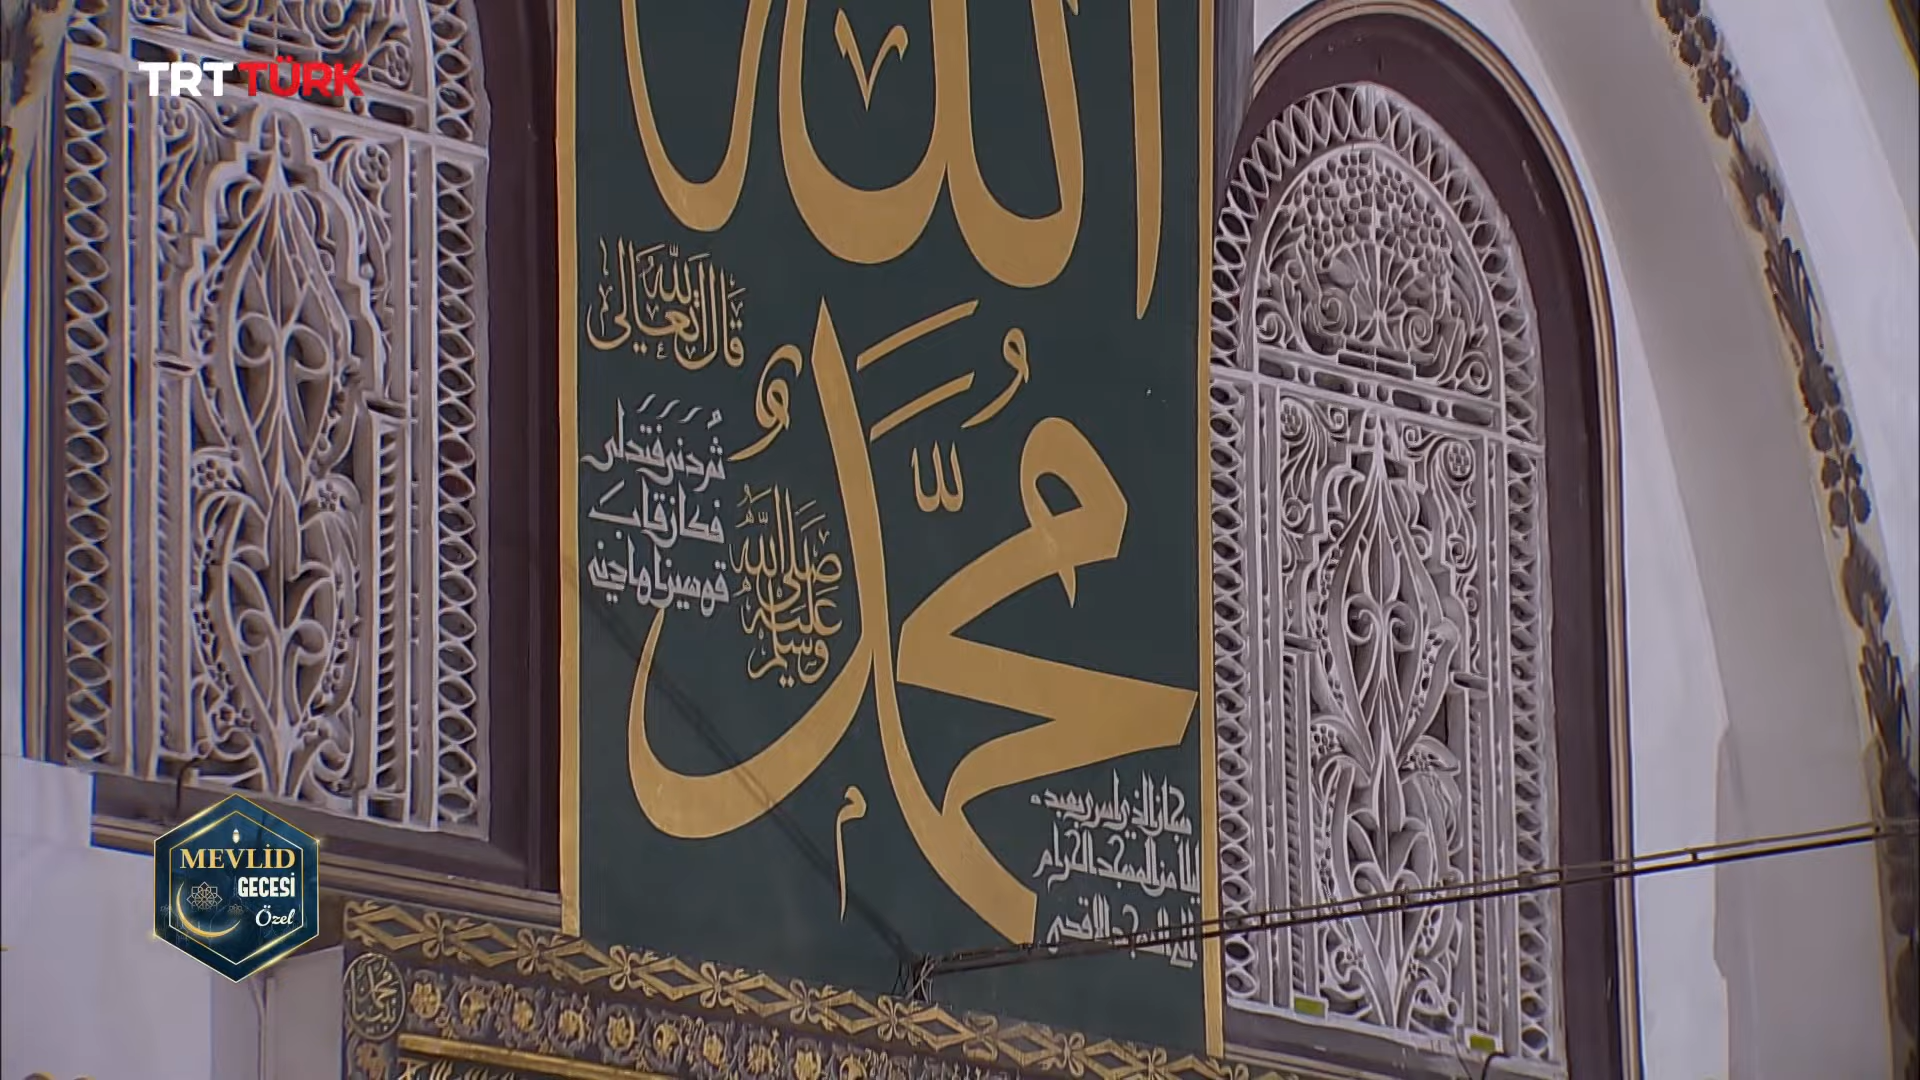 TRT TÜRK
الله
قال الله تعالى
محمد
ثم دنى فتدلى
فكان قاب
قوسين او ادنى
صلى الله
عليه
وسلم
سبحان الذي اسرى بعبده
ليلا من المسجد الحرام
الى المسجد الاقصى
MEVLİD
GECESİ
Özel